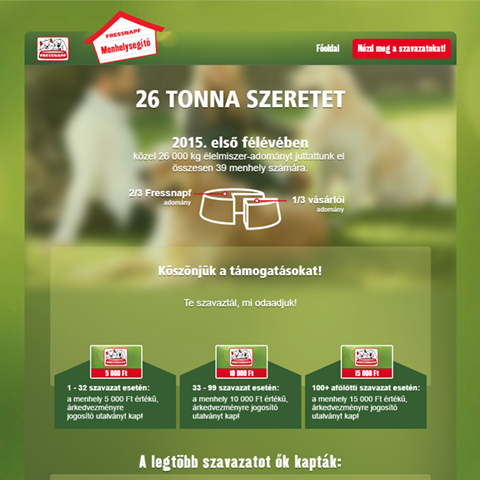 FRESSNAPF
FRESSNAPF
Menhelysegítő
Főoldal
Nézd meg a szavazatokat!
26 TONNA SZERETET
2015. első félévében
közel 26 000 kg élelmiszer-adományt juttattunk el
összesen 39 menhely számára.
2/3 Fressnapf
adomány
1/3 vásárlói
adomány
Köszönjük a támogatásokat!
Te szavaztál, mi odaadjuk!
FRESSNAPF
5 000 Ft
1 - 32 szavazat esetén:
a menhely 5 000 Ft értékű,
árkedvezményre
jogosító utalványt kap!
FRESSNAPF
10 000 Ft
33 - 99 szavazat esetén:
a menhely 10 000 Ft értékű,
árkedvezményre jogosító
utalványt kap!
FRESSNAPF
15 000 Ft
100+ afölötti szavazat esetén:
a menhely 15 000 Ft értékű,
árkedvezményre jogosító
utalványt kap!
A legtöbb szavazatot ők kapták: